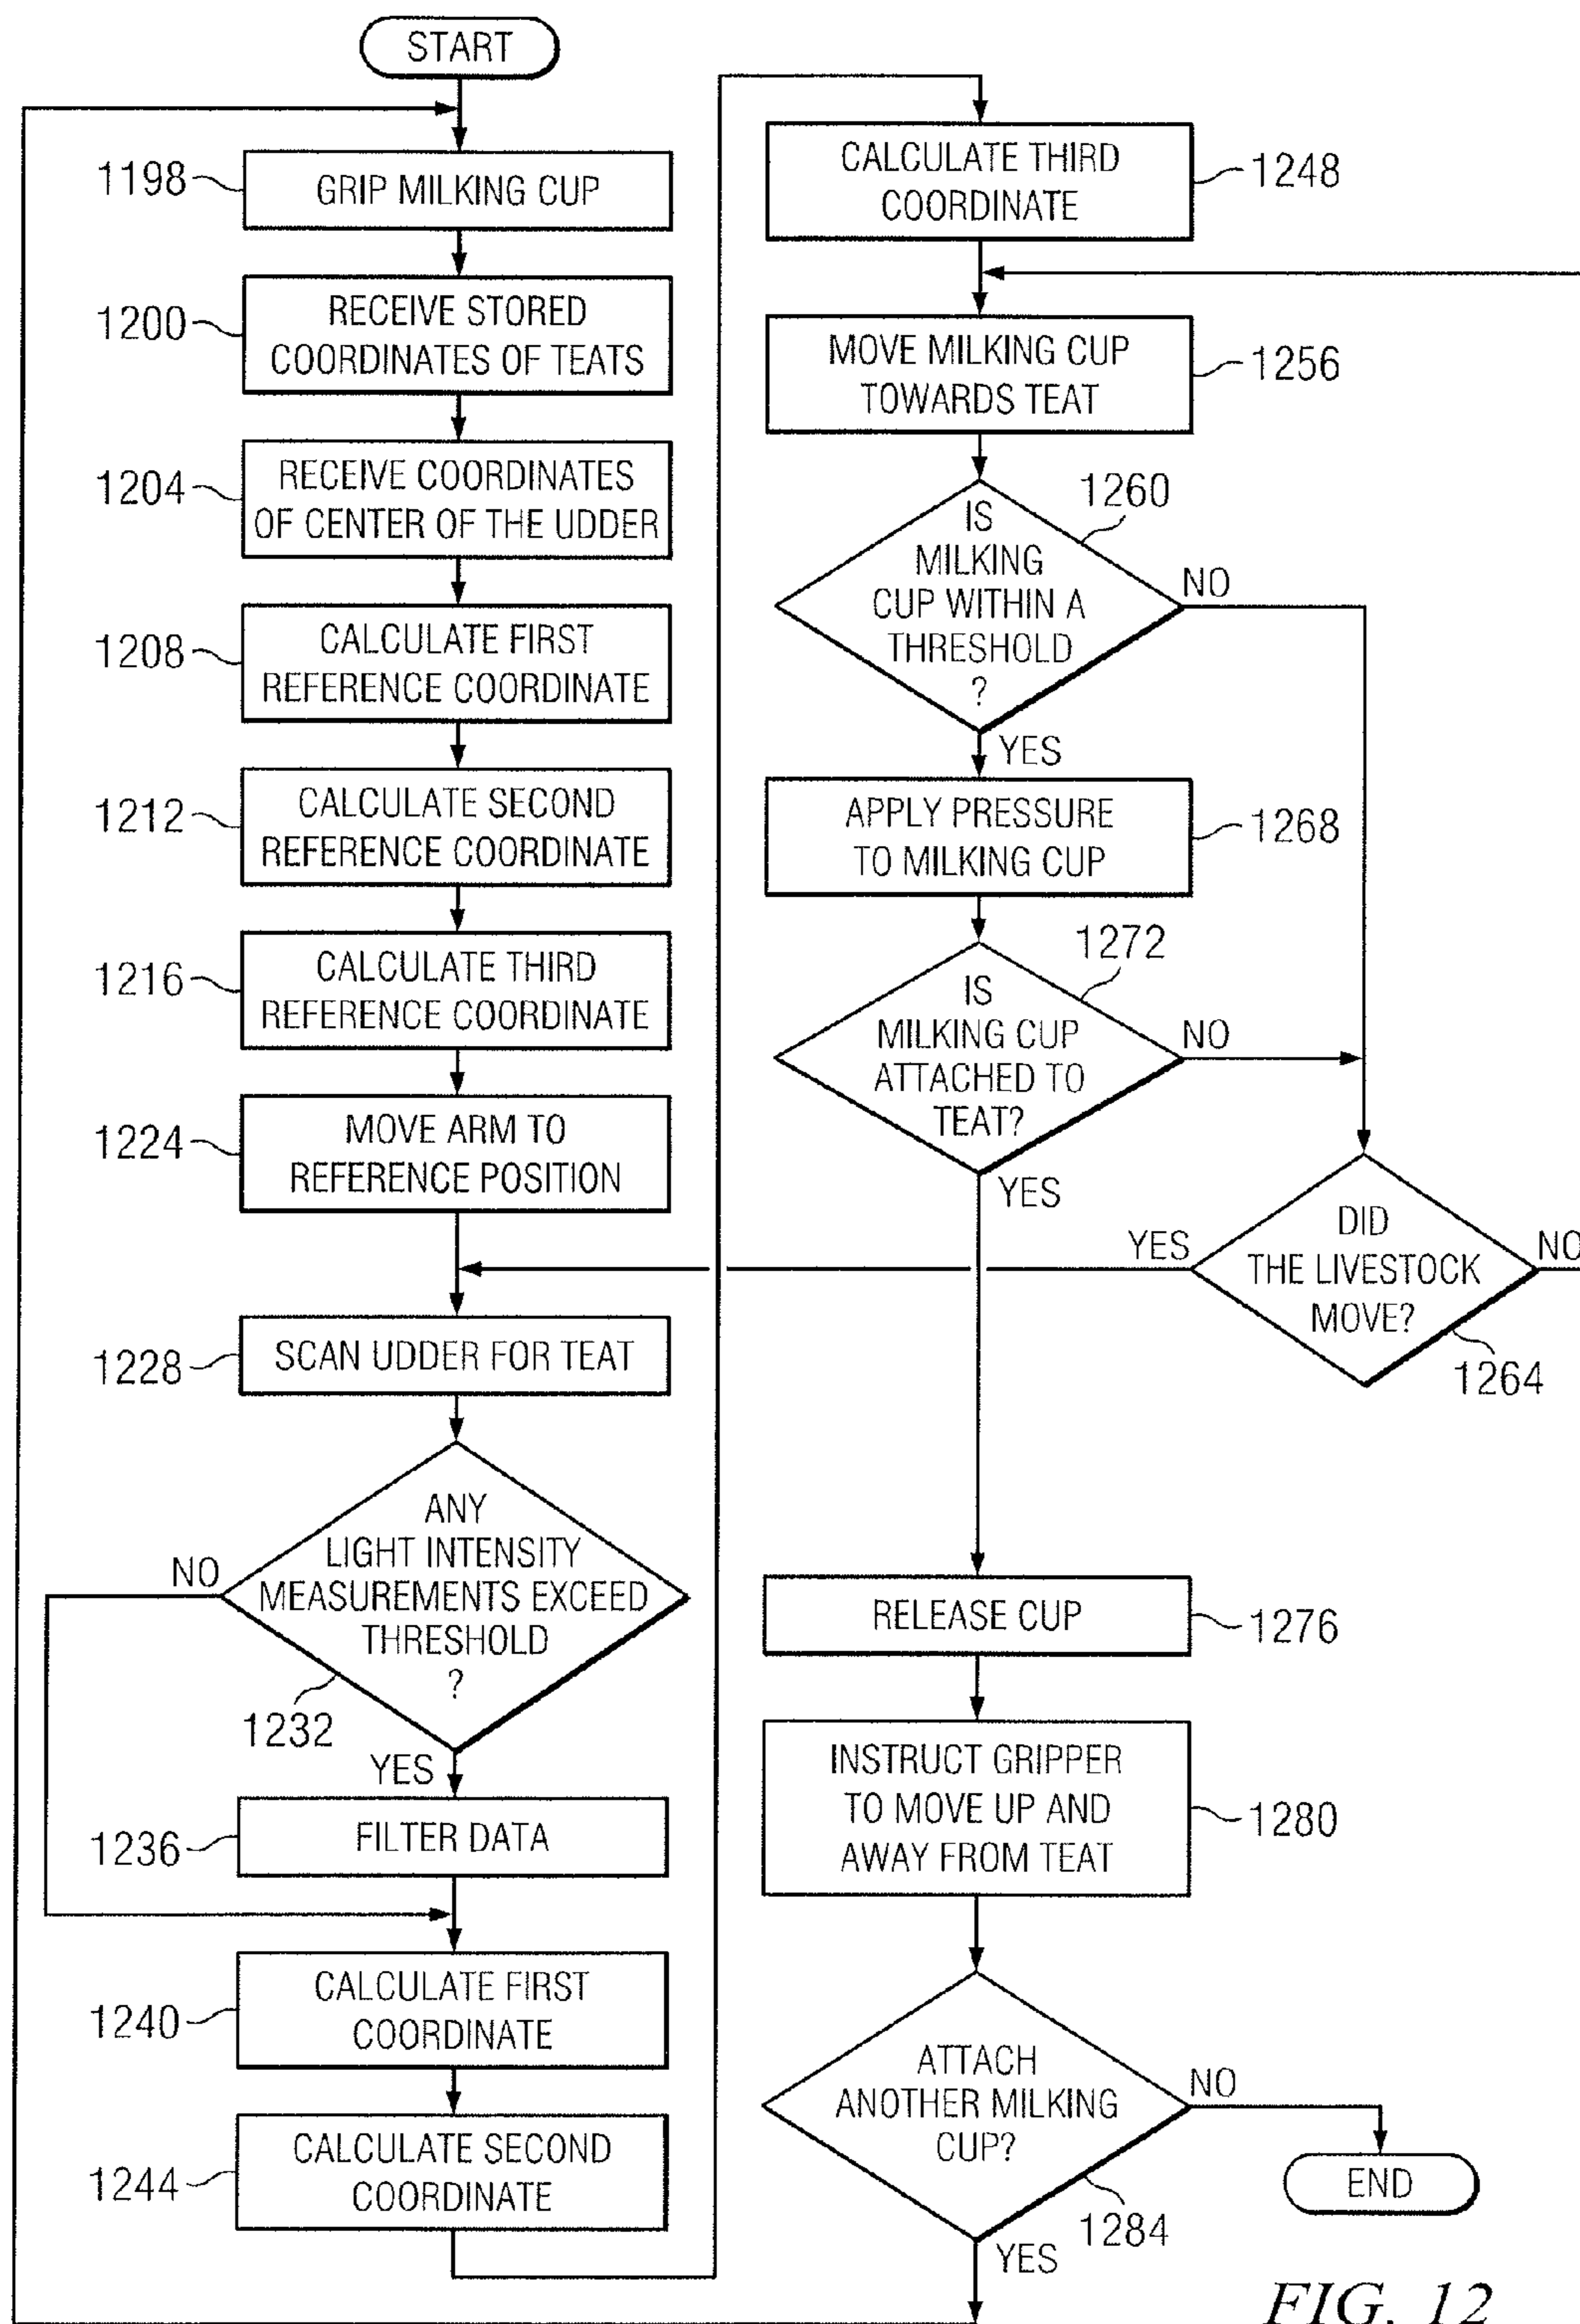 START
1198
GRIP MILKING CUP
1200
RECEIVE STORED
COORDINATES OF TEATS
1204
RECEIVE COORDINATES
OF CENTER OF THE UDDER
1208
CALCULATE FIRST
REFERENCE COORDINATE
1212
CALCULATE SECOND
REFERENCE COORDINATE
1216
CALCULATE THIRD
REFERENCE COORDINATE
1224
MOVE ARM TO
REFERENCE POSITION
1228
SCAN UDDER FOR TEAT
ANY
LIGHT INTENSITY
MEASUREMENTS EXCEED
THRESHOLD
?
NO
1232
YES
1236
FILTER DATA
1240
CALCULATE FIRST
COORDINATE
1244
CALCULATE SECOND
COORDINATE
CALCULATE THIRD
COORDINATE
1248
MOVE MILKING CUP
TOWARDS TEAT
1256
1260
IS
MILKING
CUP WITHIN A
THRESHOLD
?
NO
YES
APPLY PRESSURE
TO MILKING CUP
1268
1272
IS
MILKING CUP
ATTACHED TO
TEAT?
NO
YES
DID
THE LIVESTOCK
MOVE?
YES
NO
1264
RELEASE CUP
1276
INSTRUCT GRIPPER
TO MOVE UP AND
AWAY FROM TEAT
1280
ATTACH
ANOTHER MILKING
CUP?
NO
END
1284
YES
FIG. 12